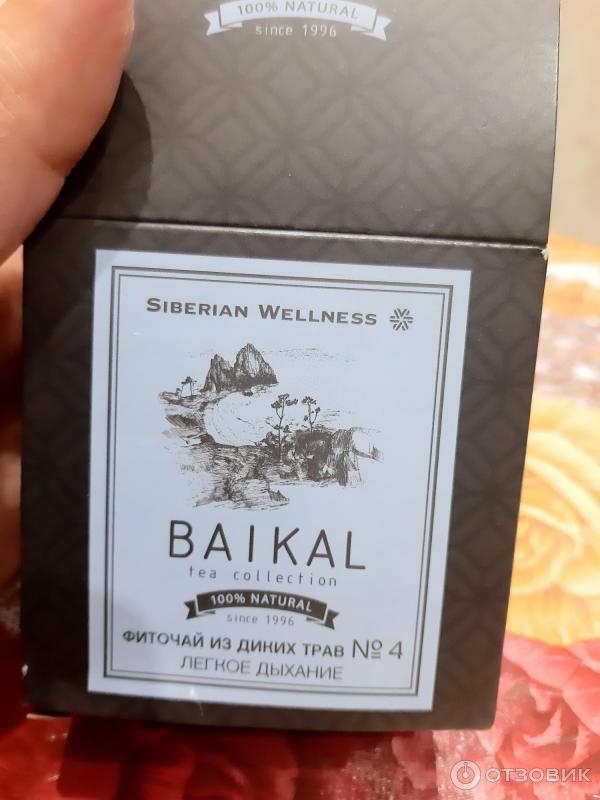 100% NATURAL
since 1996
SIBERIAN WELLNESS
BAIKAL
tea collection
100% NATURAL
since 1996
ФИТОЧАЙ ИЗ ДИКИХ ТРАВ № 4
ЛЕГКОЕ ДЫХАНИЕ
ОТЗОВИК